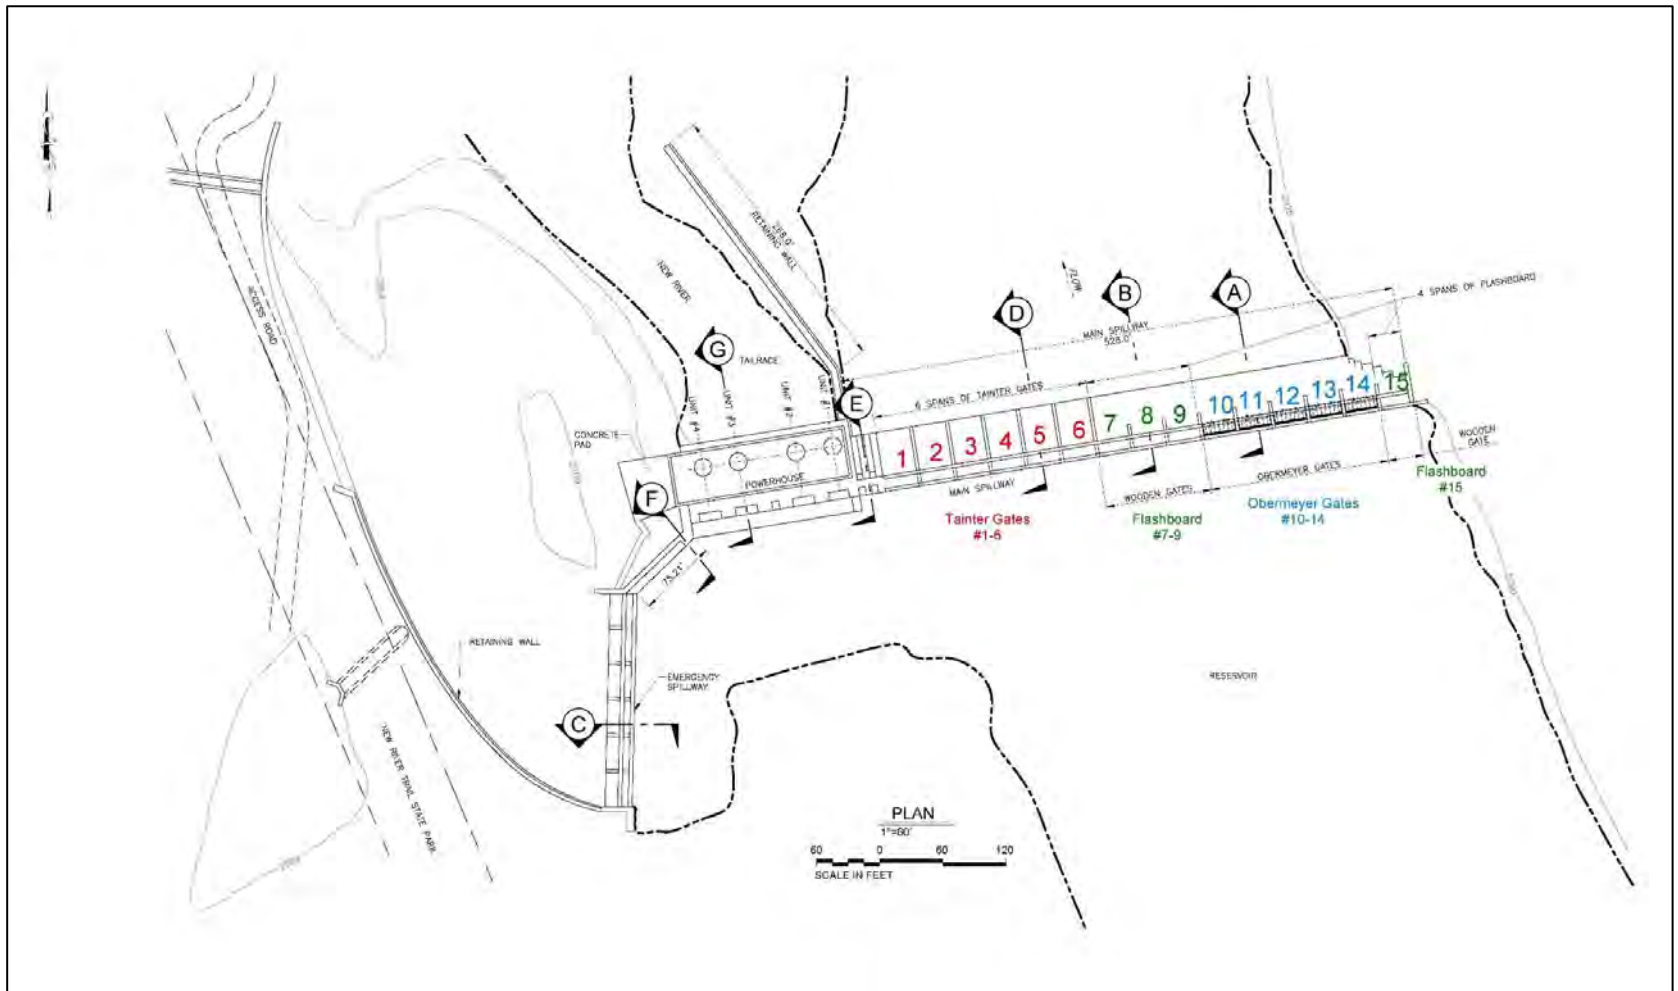 268.0'
RETAINING WALL
NEW RIVER
ACCESS ROAD
FLOW
D
B
A
4 SPANS OF FLASHBOARD
MAIN SPILLWAY
528.0'
G
TAILRACE
UNIT #1
UNIT #2
UNIT #3
UNIT #4
E
6 SPANS OF TAINTER GATES
1
2
3
4
5
6
7
8
9
10
11
12
13
14
15
CONCRETE
PAD
POWERHOUSE
F
MAIN SPILLWAY
WOODEN GATES
OBERMEYER GATES
WOODEN
GATE
Tainter Gates
#1-6
Flashboard
#7-9
Obermeyer Gates
#10-14
Flashboard
#15
75.21'
RETAINING WALL
EMERGENCY
SPILLWAY
RESERVOIR
C
NEW RIVER TRAIL STATE PARK
PLAN
1"=60'
60 0 60 120
SCALE IN FEET